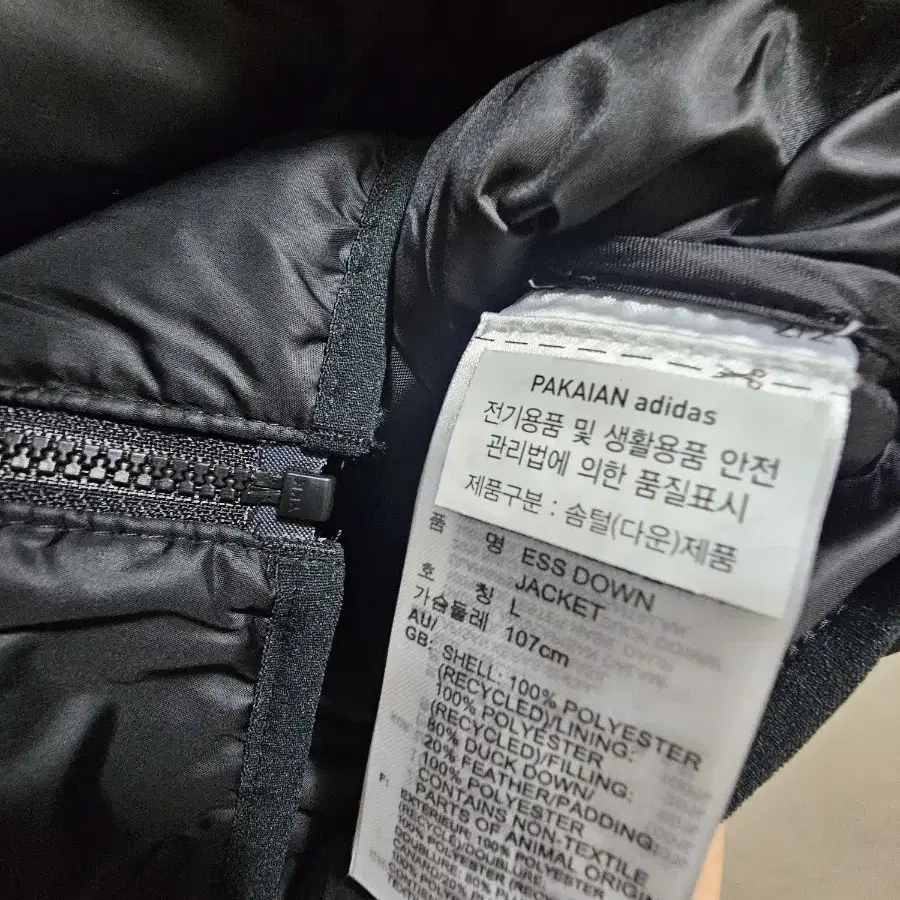 PAKAIAN adidas
전기용품 및 생활용품 안전
관리법에 의한 품질표시
제품구분 : 솜털(다운)제품
품 명 ESS DOWN
JACKET
호 칭 L
가슴둘레 107cm
AU/
GB: SHELL: 100% POLYESTER
(RECYCLED)/LINING:
100% POLYESTER
(RECYCLED)/FILLING:
80% DUCK DOWN/
20% FEATHER/PADDING:
100% POLYESTER
CONTAINS NON-TEXTILE
PARTS OF ANIMAL ORIGIN
F: EXTÉRIEUR: 100% POLYESTER